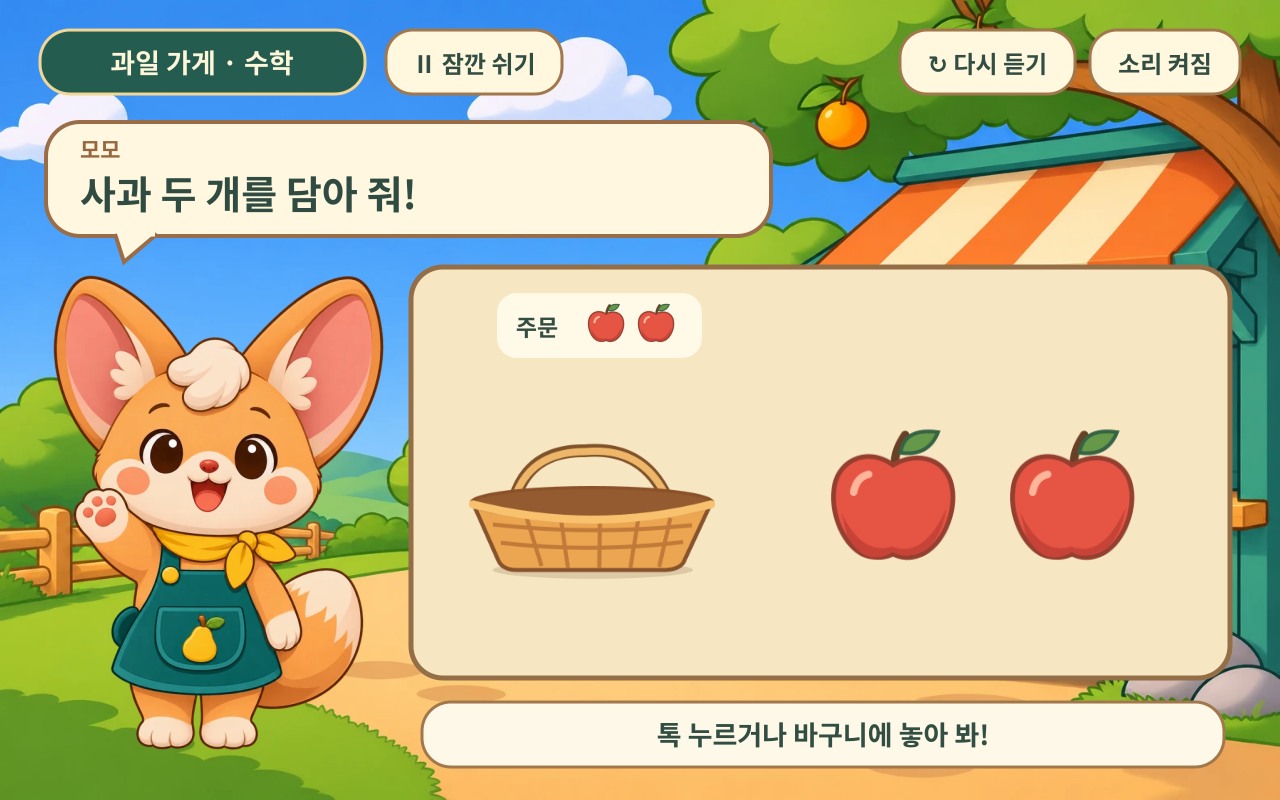 과일 가게 · 수학
잠깐 쉬기
↻ 다시 듣기
소리 켜짐
모모
사과 두 개를 담아 줘!
주문
톡 누르거나 바구니에 놓아 봐!